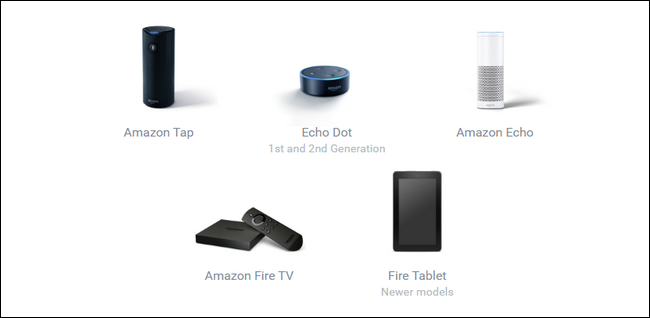 Amazon Tap
Echo Dot
1st and 2nd Generation
Amazon Echo
Amazon Fire TV
Fire Tablet
Newer models